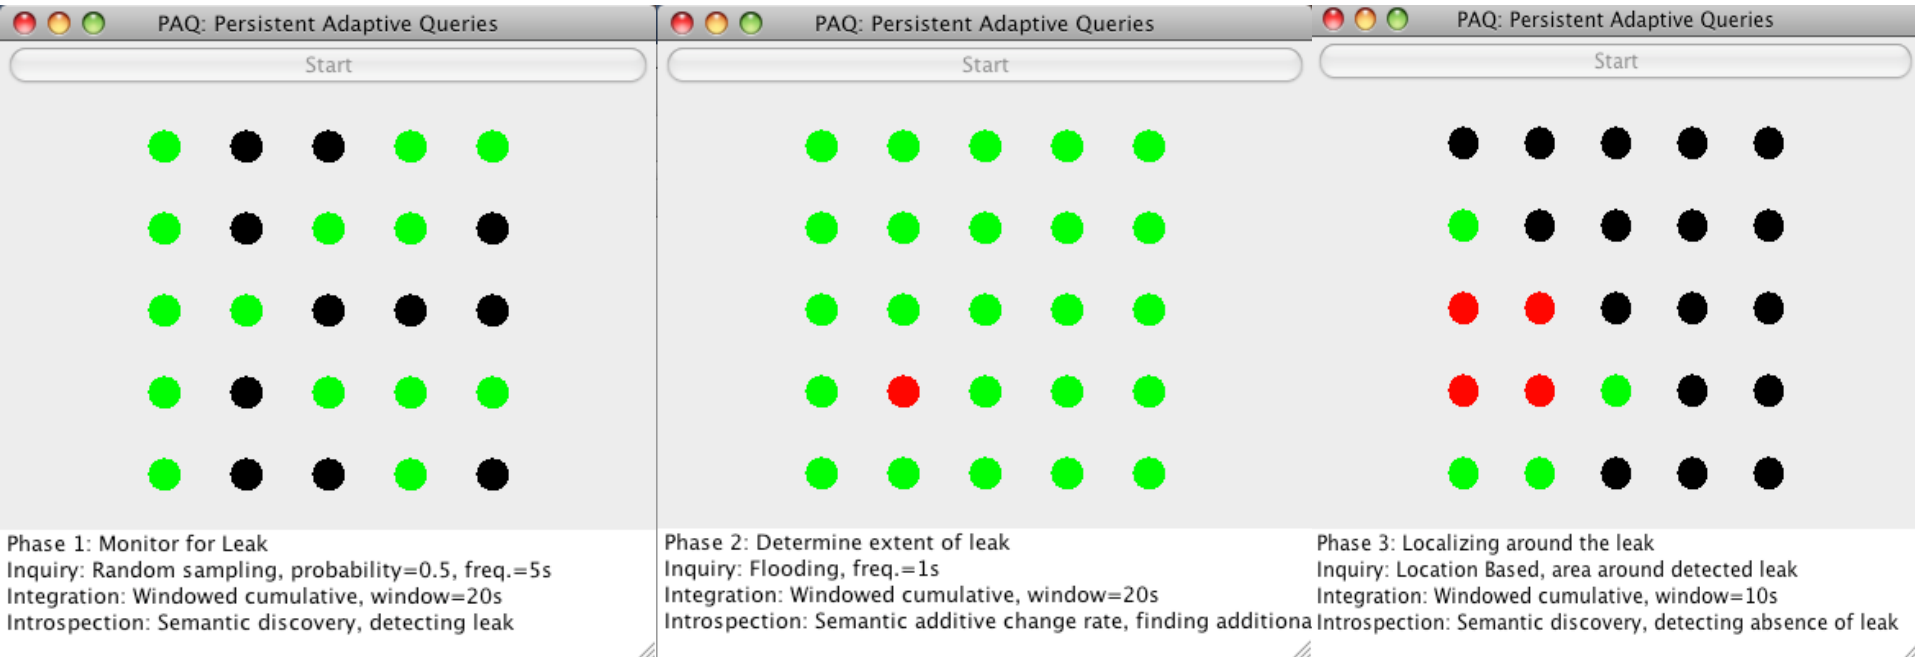 PAQ: Persistent Adaptive Queries
Start
Phase 1: Monitor for Leak
Inquiry: Random sampling, probability=0.5, freq.=5s
Integration: Windowed cumulative, window=20s
Introspection: Semantic discovery, detecting leak
PAQ: Persistent Adaptive Queries
Start
Phase 2: Determine extent of leak
Inquiry: Flooding, freq.=1s
Integration: Windowed cumulative, window=20s
Introspection: Semantic additive change rate, finding additiona
PAQ: Persistent Adaptive Queries
Start
Phase 3: Localizing around the leak
Inquiry: Location Based, area around detected leak
Integration: Windowed cumulative, window=10s
Introspection: Semantic discovery, detecting absence of leak